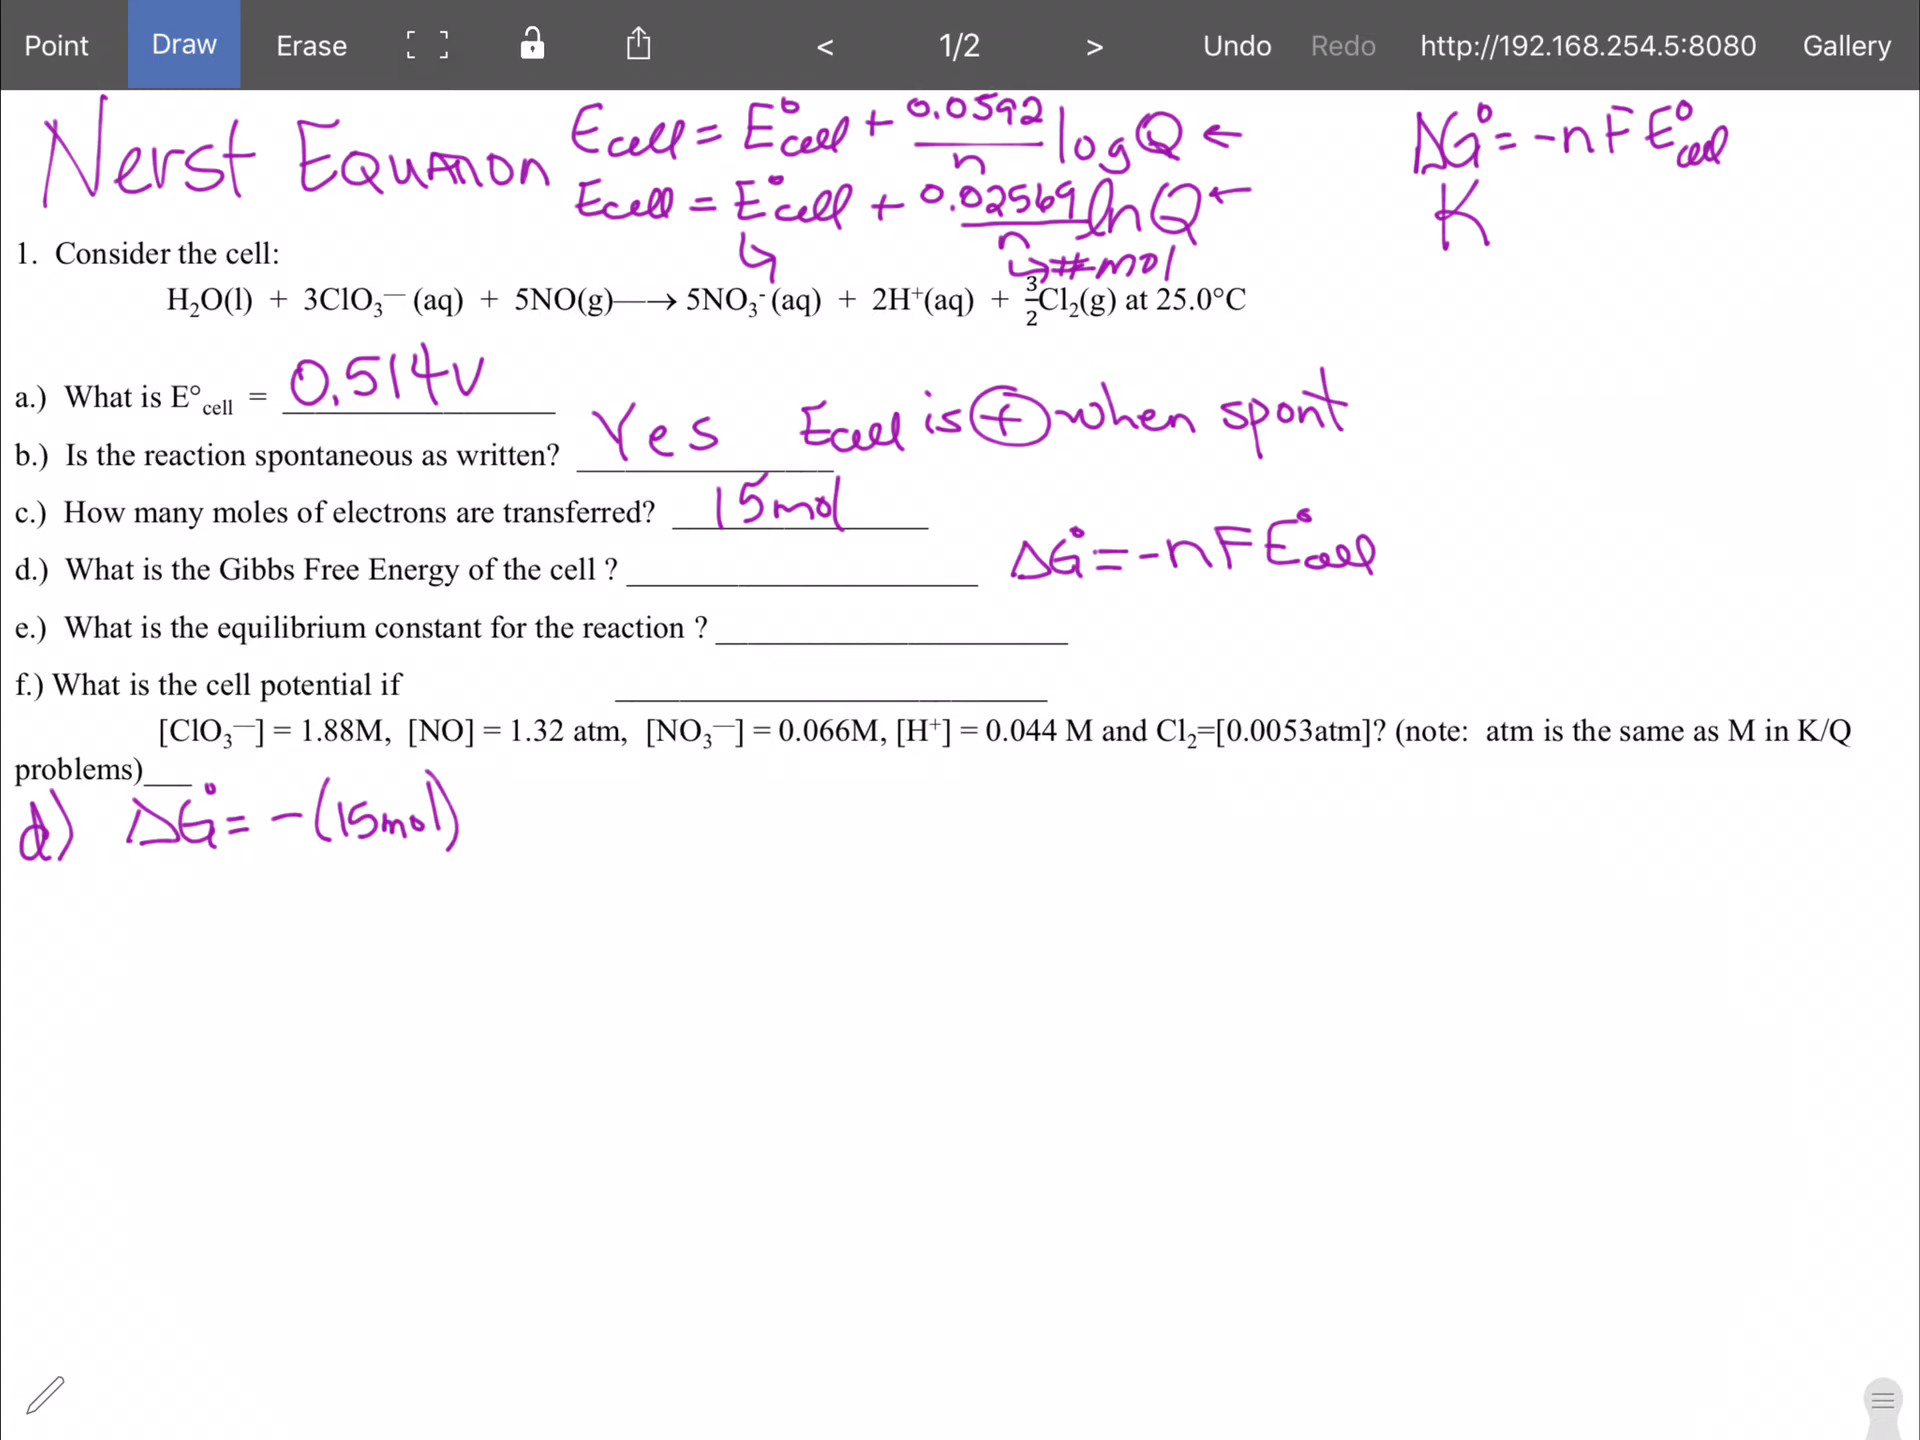 Point Draw Erase < 1/2 > Undo Redo http://192.168.254.5:8080 Gallery
Nerst Equation
Ecell = E°cell + 0.0592/n log Q ←
ΔG° = -nFE°cell
Ecell = E°cell + 0.02569/n ln Q ←
K
↳ ↳ #mol
1. Consider the cell:
H₂O(l) + 3ClO₃— (aq) + 5NO(g)—→ 5NO₃⁻ (aq) + 2H⁺(aq) + 3/2 Cl₂(g) at 25.0°C
a.) What is E°cell = 0.514V
b.) Is the reaction spontaneous as written? Yes Ecell is (+) when spont
c.) How many moles of electrons are transferred? 15mol
d.) What is the Gibbs Free Energy of the cell ? ΔG° = -nFE°cell
e.) What is the equilibrium constant for the reaction ?
f.) What is the cell potential if
[ClO₃—] = 1.88M, [NO] = 1.32 atm, [NO₃—] = 0.066M, [H⁺] = 0.044 M and Cl₂=[0.0053atm]? (note: atm is the same as M in K/Q
problems)
d) ΔG° = -(15mol)